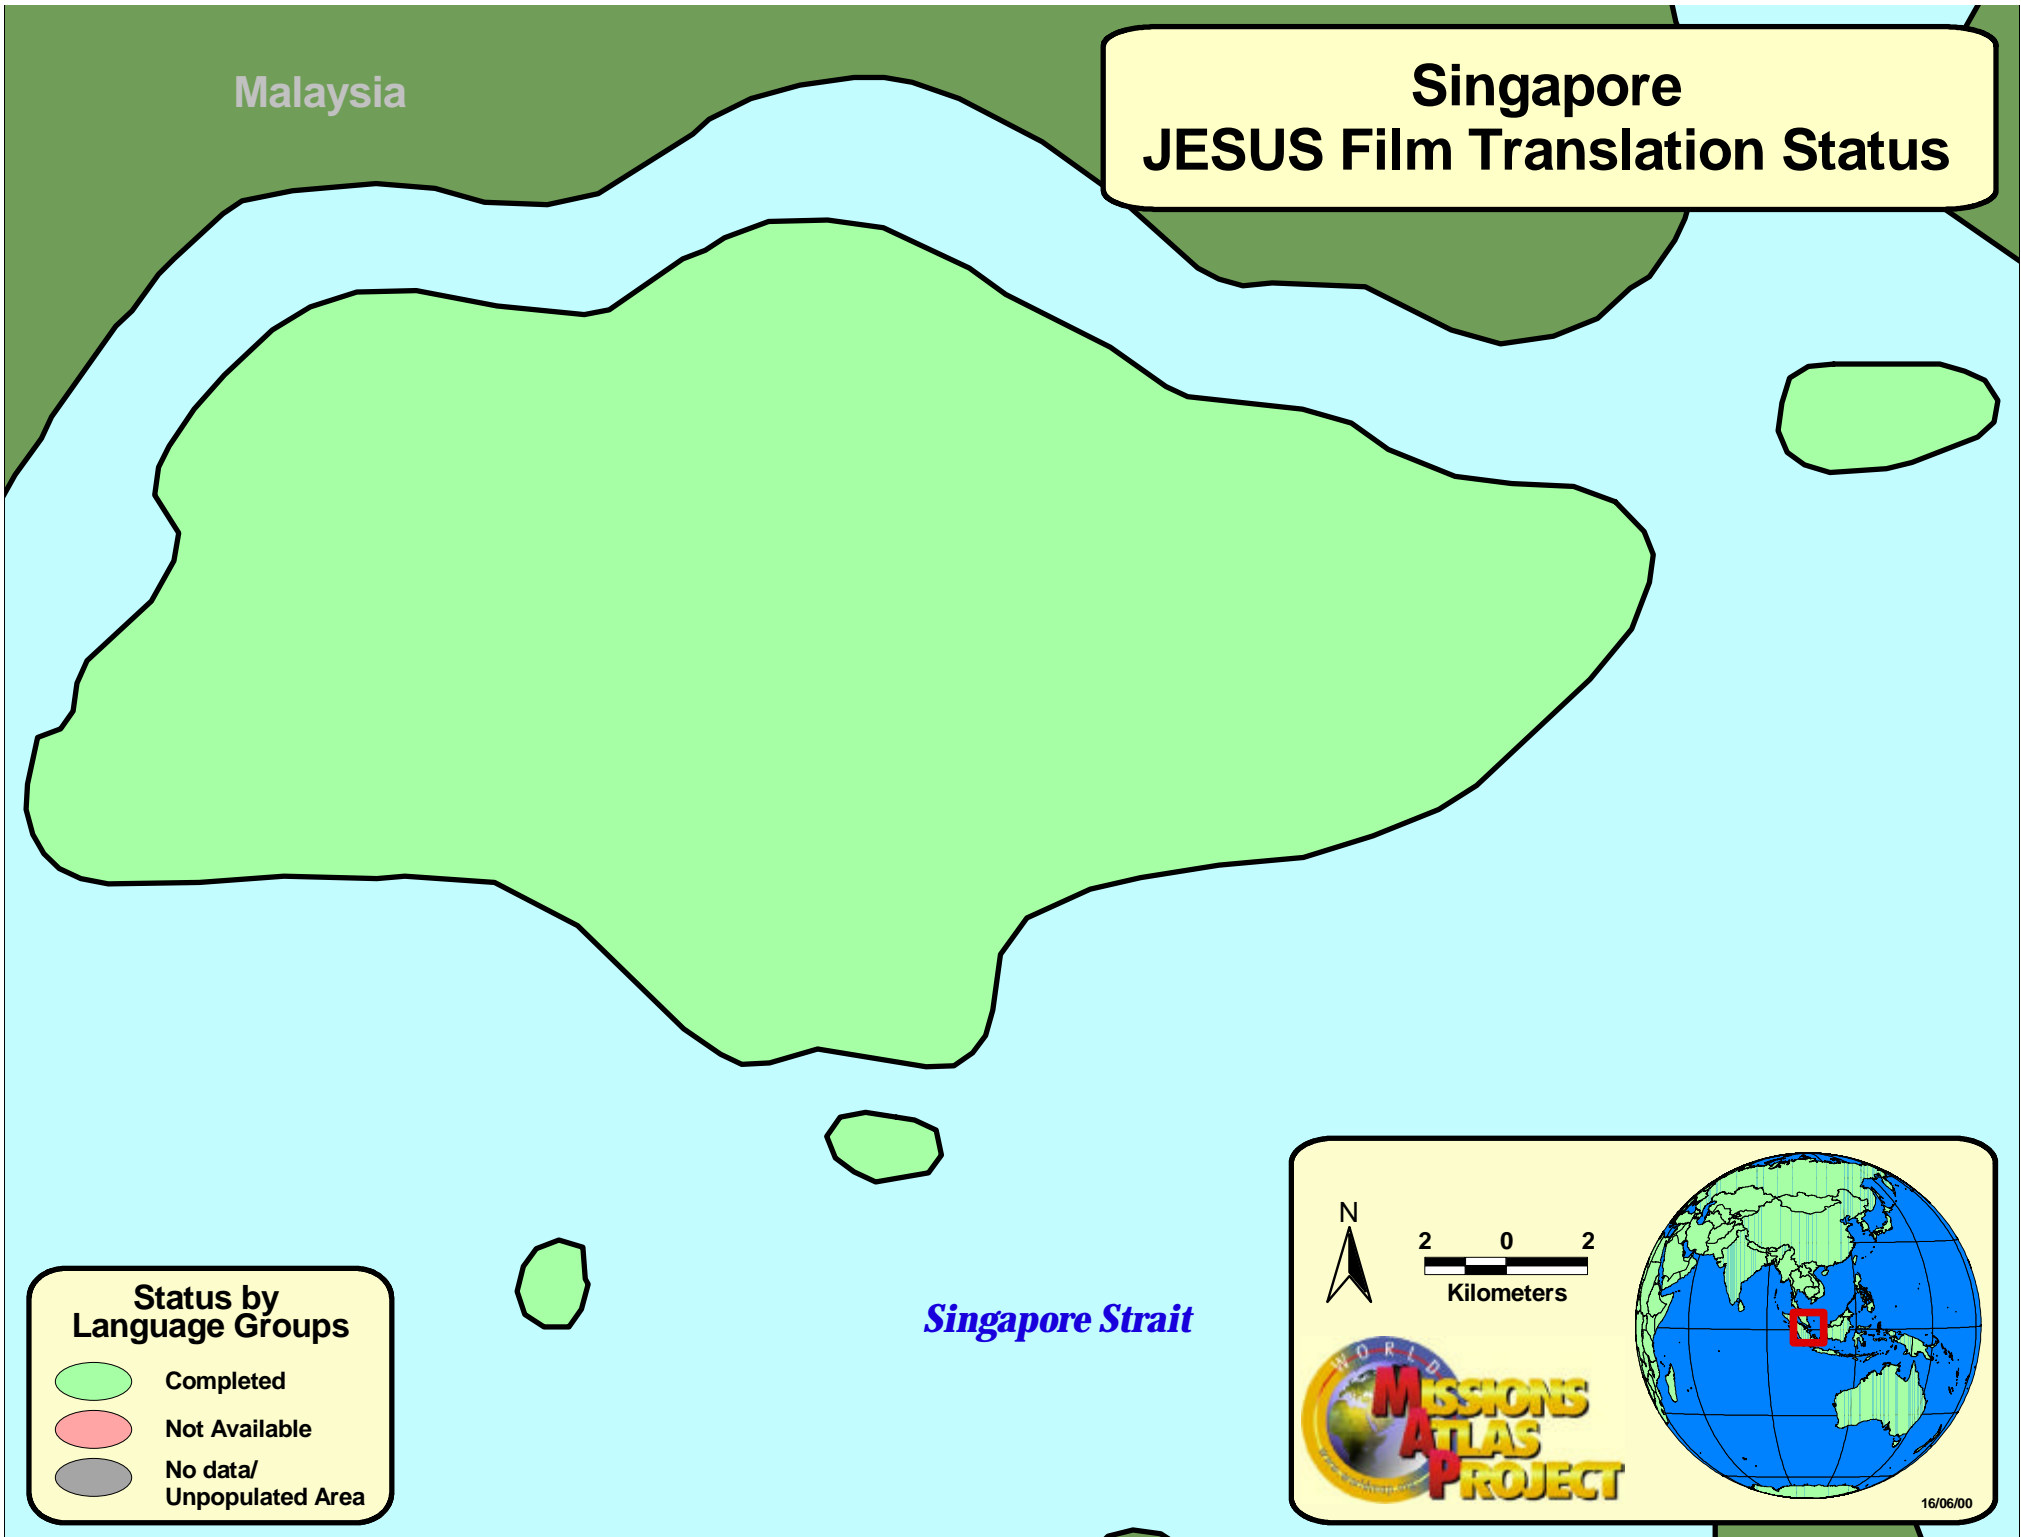 Malaysia
Singapore
JESUS Film Translation Status
Singapore Strait
Status by
Language Groups
Completed
Not Available
No data/
Unpopulated Area
N
2 0 2
Kilometers
WORLD
MISSIONS
ATLAS
PROJECT
16/06/00